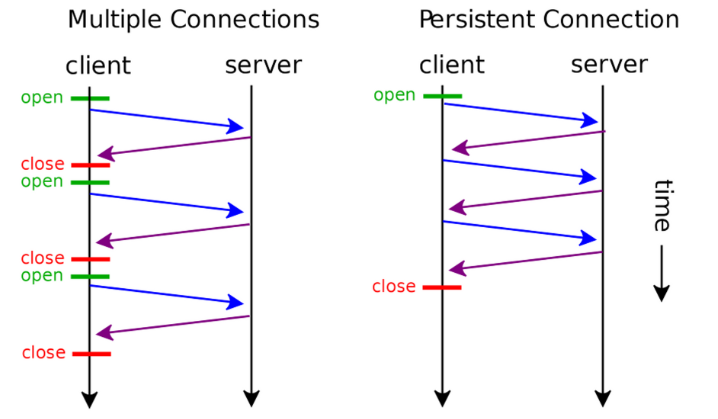 Multiple Connections
client server
open
close
open
close
open
close
Persistent Connection
client server
open
close
time